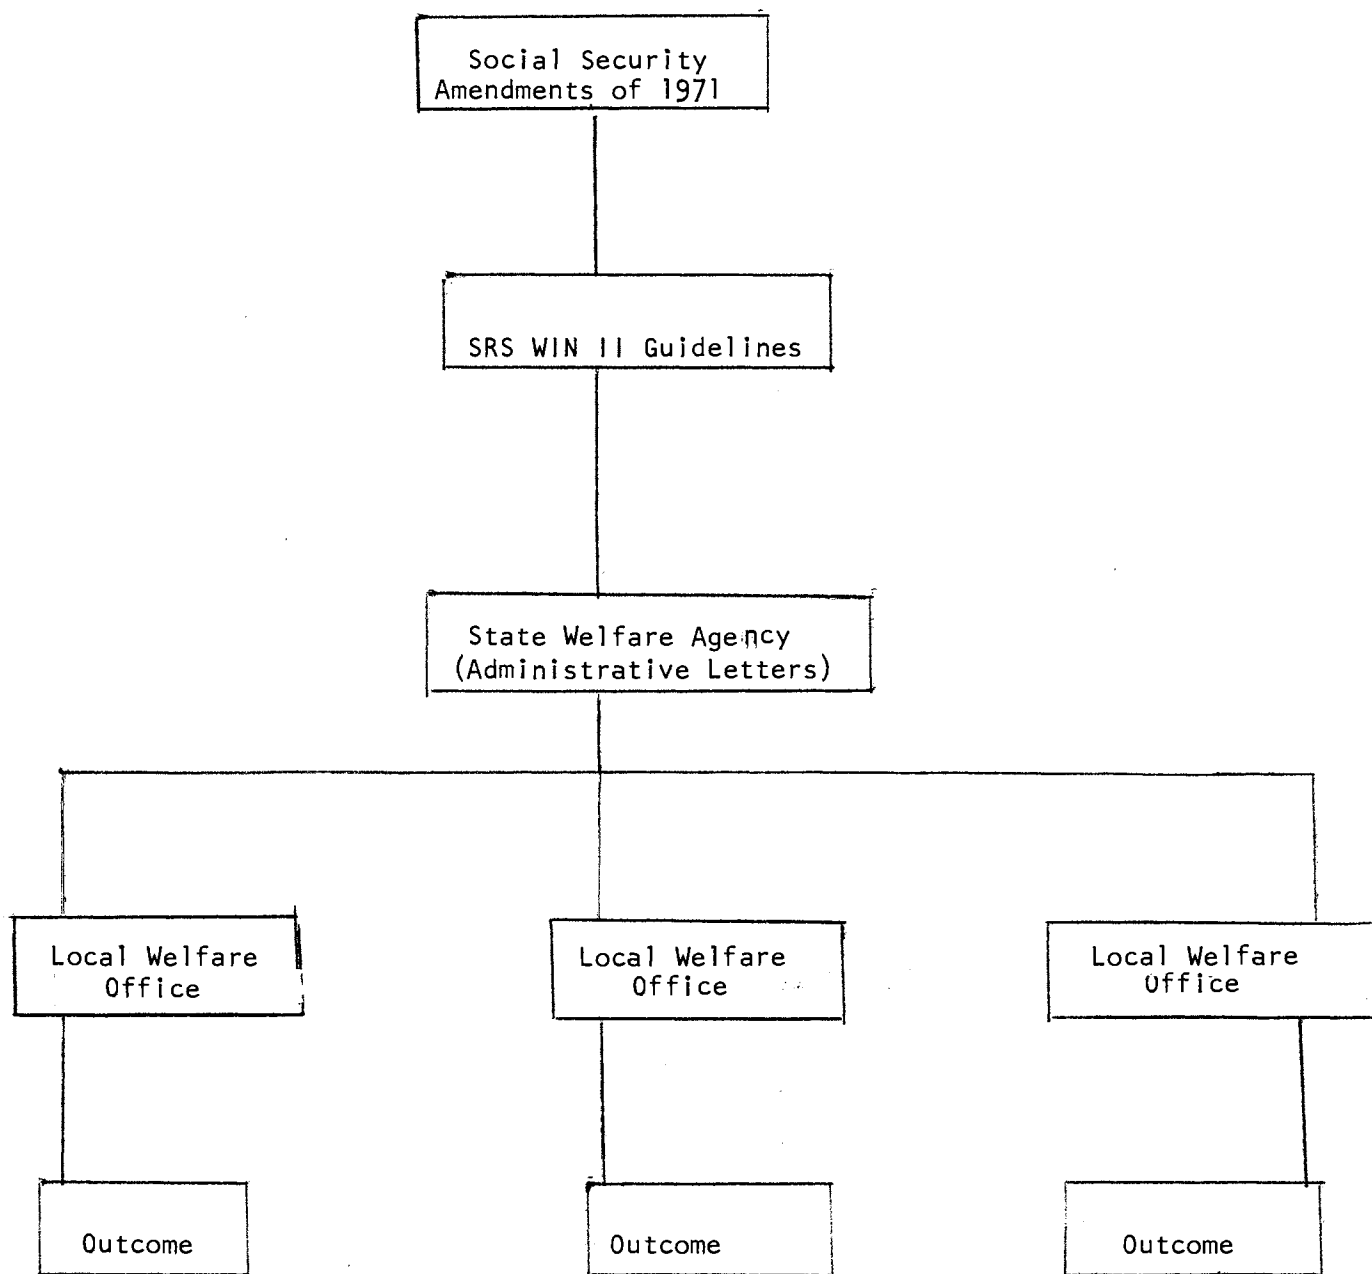 Social Security
Amendments of 1971
SRS WIN II Guidelines
State Welfare Agency
(Administrative Letters)
Local Welfare
Office
Local Welfare
Office
Local Welfare
Office
Outcome
Outcome
Outcome